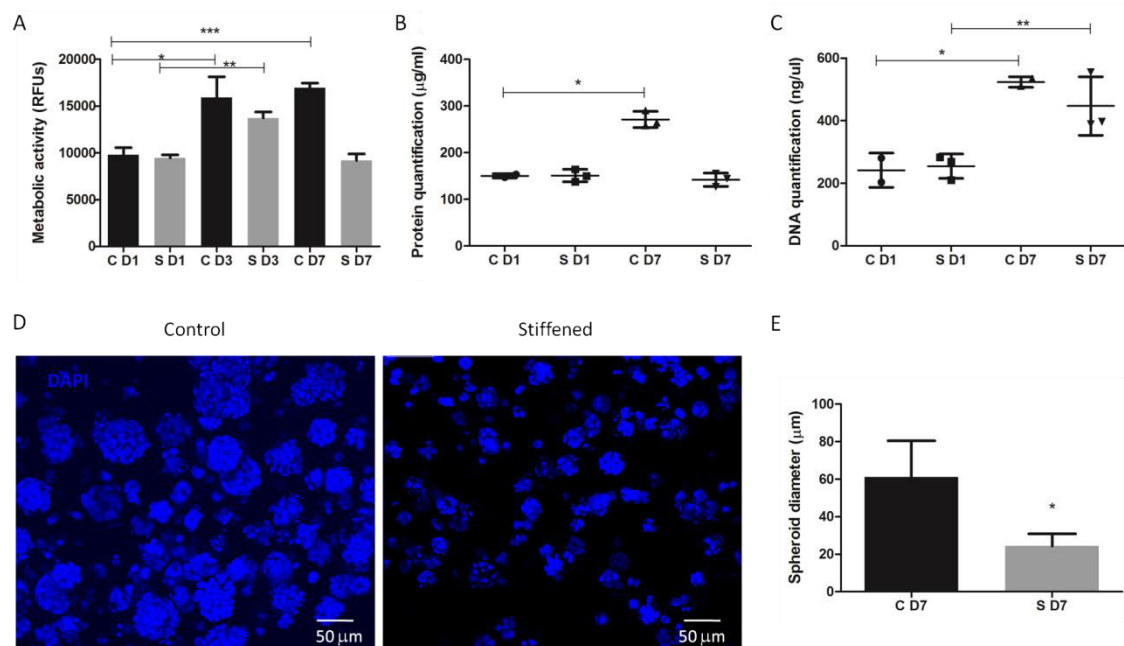 A
***
*
**
Metabolic activity (RFUs)
20000
15000
10000
5000
0
C D1
S D1
C D3
S D3
C D7
S D7
B
*
Protein quantification (μg/ml)
400
300
200
100
0
C D1
S D1
C D7
S D7
C
**
*
DNA quantification (ng/ul)
600
400
200
0
C D1
S D1
C D7
S D7
D
Control
Stiffened
DAPI
50 μm
50 μm
E
Spheroid diameter (μm)
100
80
60
40
20
0
*
C D7
S D7